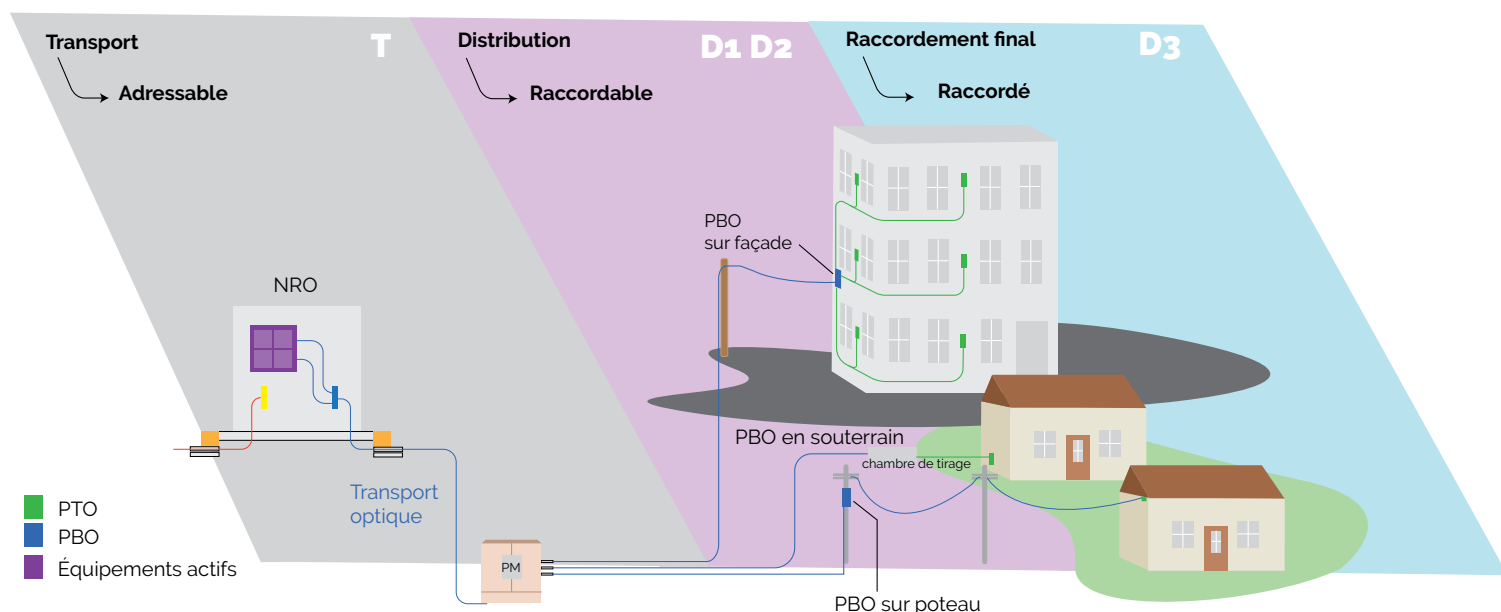 Transport
T
Adressable
Distribution
D1 D2
Raccordable
Raccordement final
D3
Raccordé
PBO
sur façade
NRO
PBO en souterrain
chambre de tirage
Transport
optique
PTO
PBO
Équipements actifs
PM
PBO sur poteau